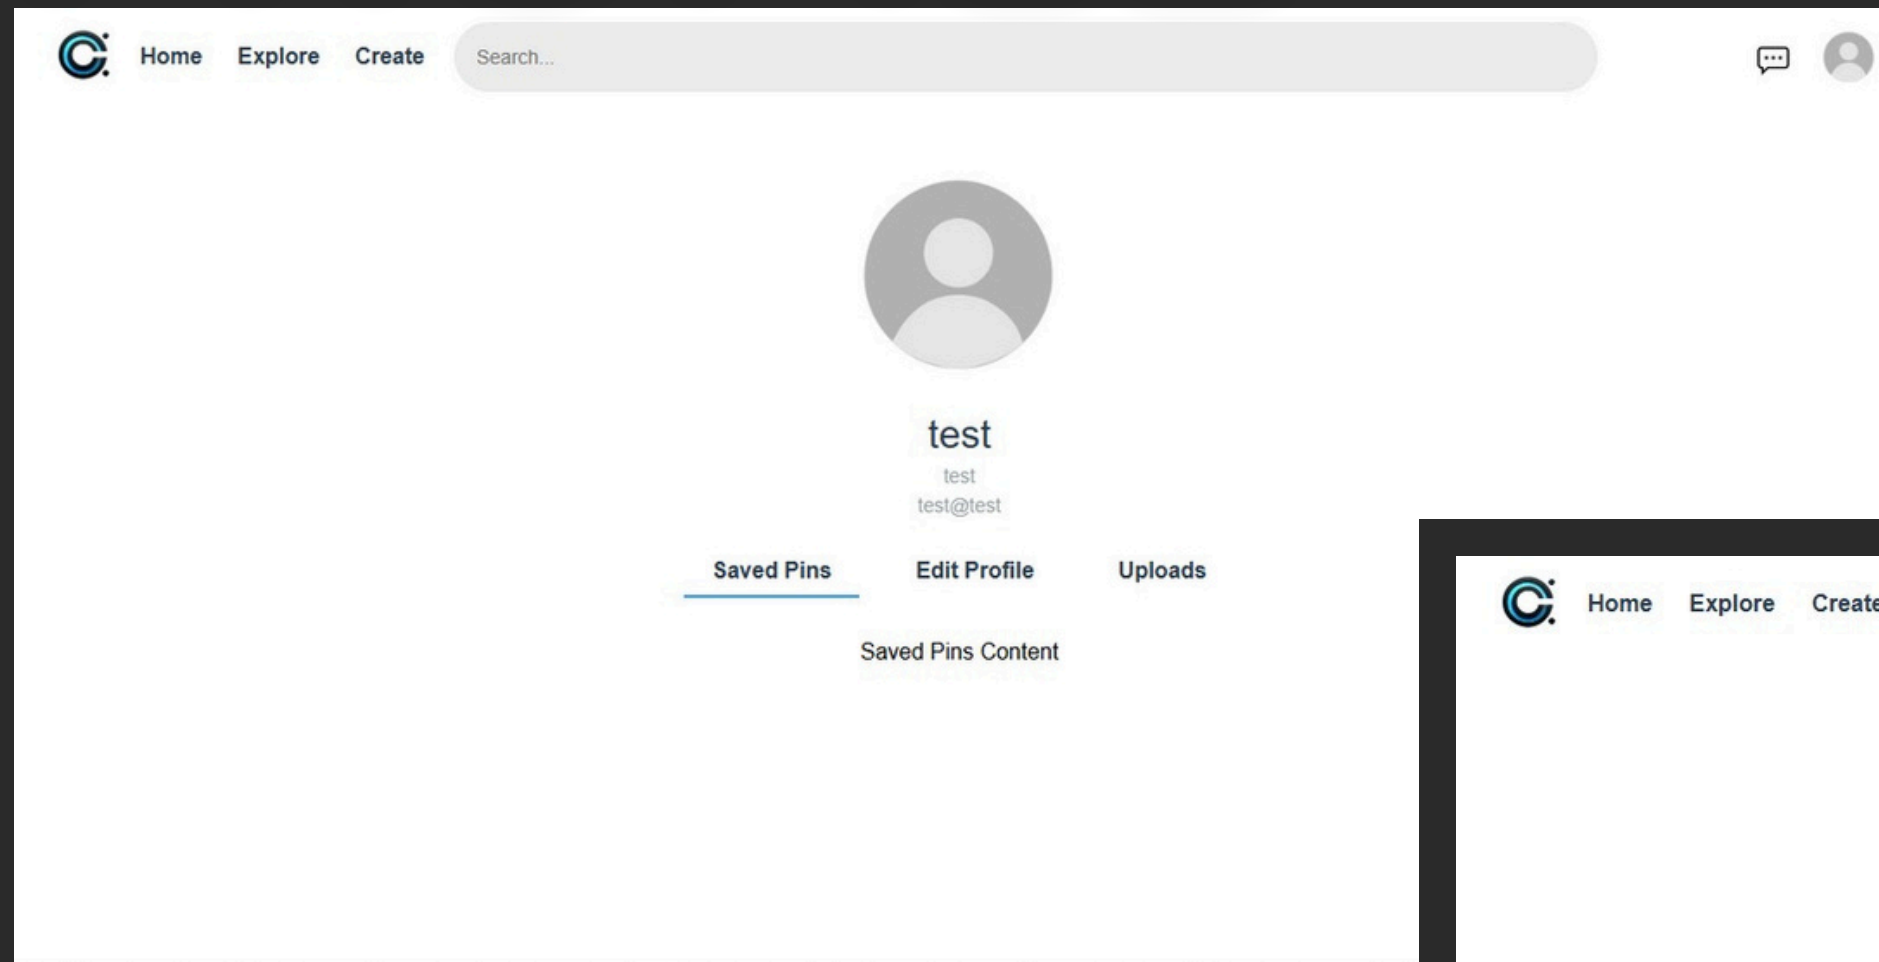 Home Explore Create Search...
test
test
test@test
Saved Pins Edit Profile Uploads
Saved Pins Content
Home Explore Create